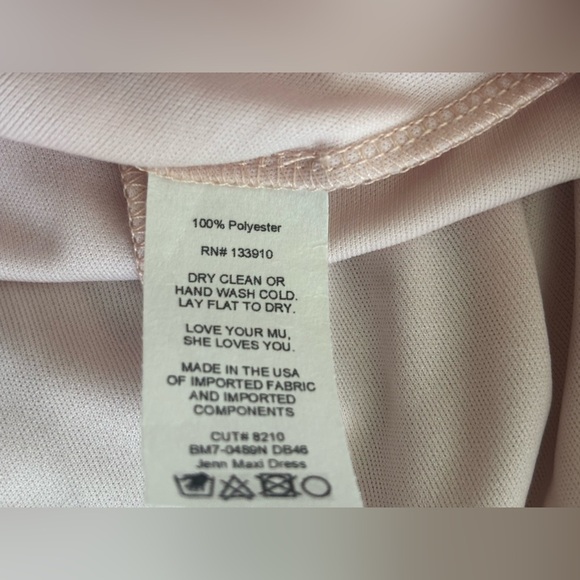 100% Polyester
RN# 133910
DRY CLEAN OR
HAND WASH COLD.
LAY FLAT TO DRY.
LOVE YOUR MU,
SHE LOVES YOU.
MADE IN THE USA
OF IMPORTED FABRIC
AND IMPORTED
COMPONENTS
CUT# 8210
BM7-0489N DB46
Jenn Maxi Dress